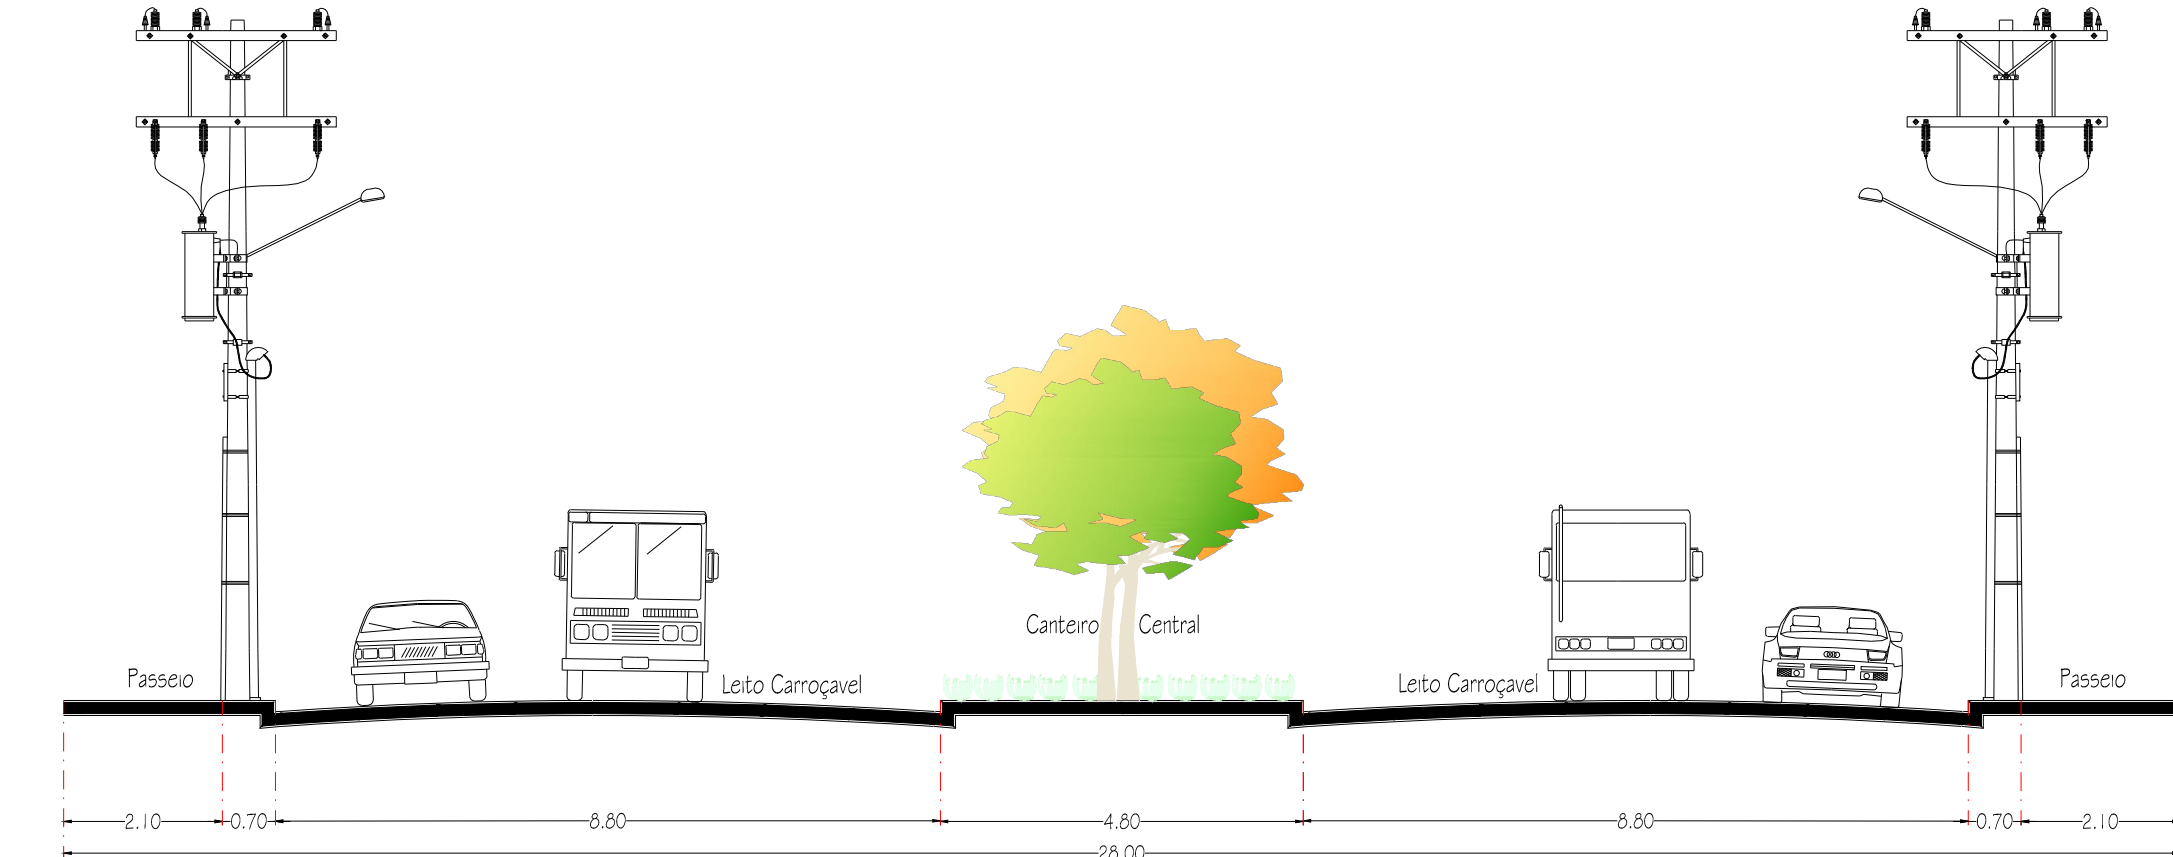 Canteiro Central
Passeio
Leito Carroçavel
Leito Carroçavel
Passeio
2.10 0.70 8.80 4.80 8.80 0.70 2.10
28.00